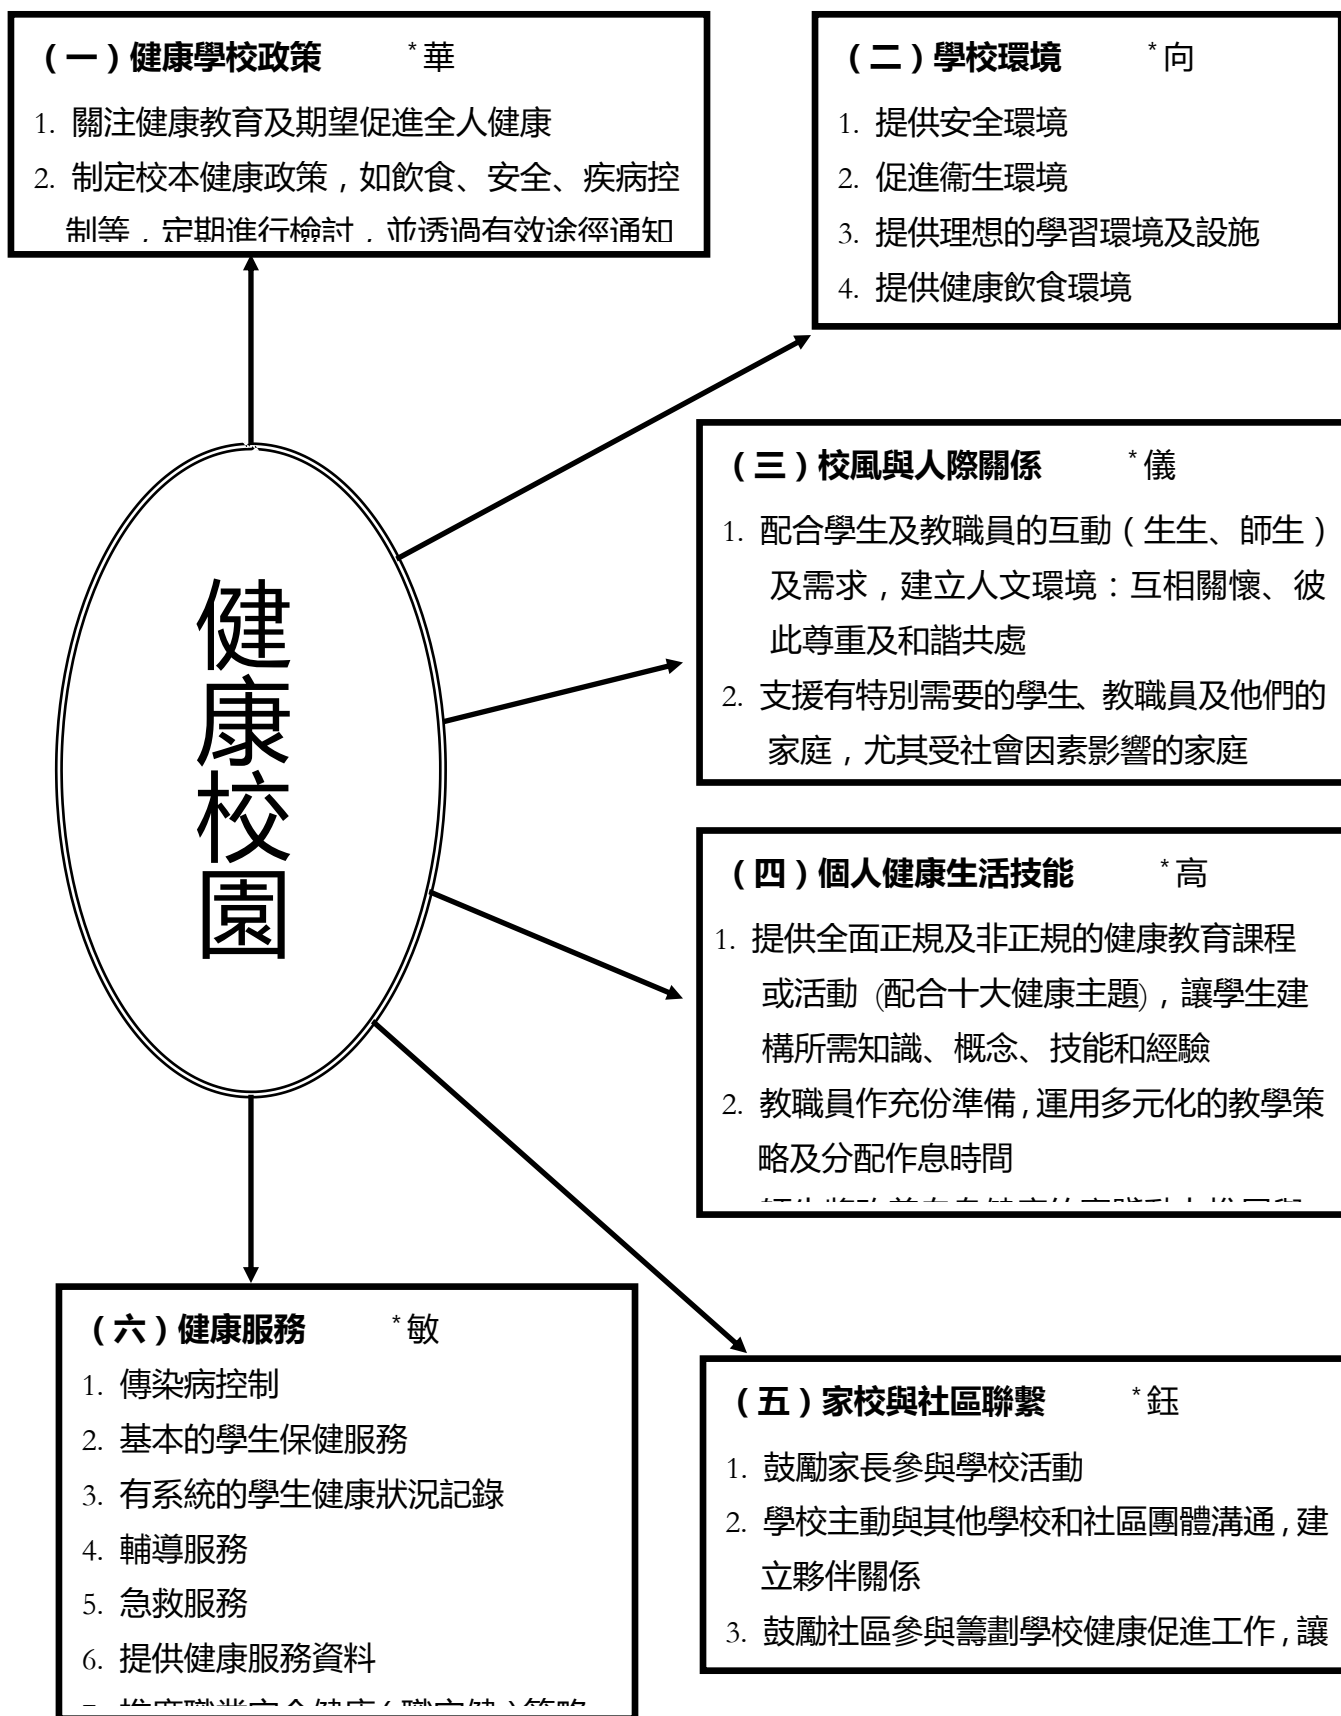 （一）健康學校政策 *華
1. 關注健康教育及期望促進全人健康
2. 制定校本健康政策，如飲食、安全、疾病控
制等，定期進行檢討，並透過有效途徑通知
（二）學校環境 *向
1. 提供安全環境
2. 促進衞生環境
3. 提供理想的學習環境及設施
4. 提供健康飲食環境
健康校園
（三）校風與人際關係 *儀
1. 配合學生及教職員的互動（生生、師生）
及需求，建立人文環境：互相關懷、彼
此尊重及和諧共處
2. 支援有特別需要的學生、教職員及他們的
家庭，尤其受社會因素影響的家庭
（四）個人健康生活技能 *高
1. 提供全面正規及非正規的健康教育課程
或活動 (配合十大健康主題)，讓學生建
構所需知識、概念、技能和經驗
2. 教職員作充份準備，運用多元化的教學策
略及分配作息時間
（五）家校與社區聯繫 *鈺
1. 鼓勵家長參與學校活動
2. 學校主動與其他學校和社區團體溝通，建
立夥伴關係
3. 鼓勵社區參與籌劃學校健康促進工作，讓
（六）健康服務 *敏
1. 傳染病控制
2. 基本的學生保健服務
3. 有系統的學生健康狀況記錄
4. 輔導服務
5. 急救服務
6. 提供健康服務資料